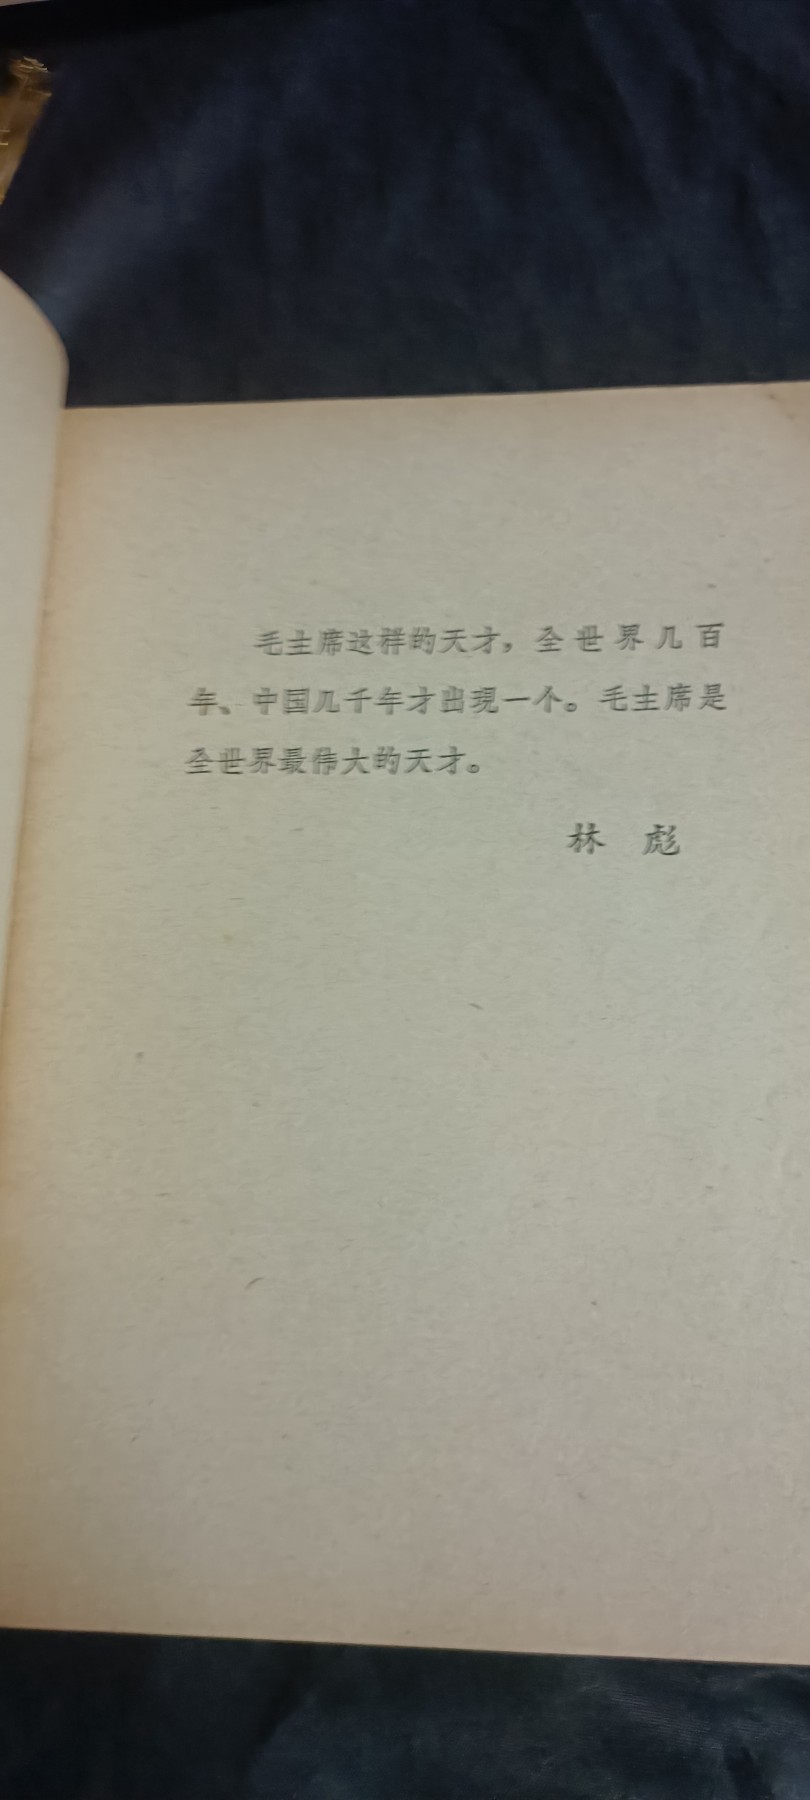 毛主席这样的天才，全世界几百
年、中国几千年才出现一个。毛主席是
全世界最伟大的天才。
林 彪